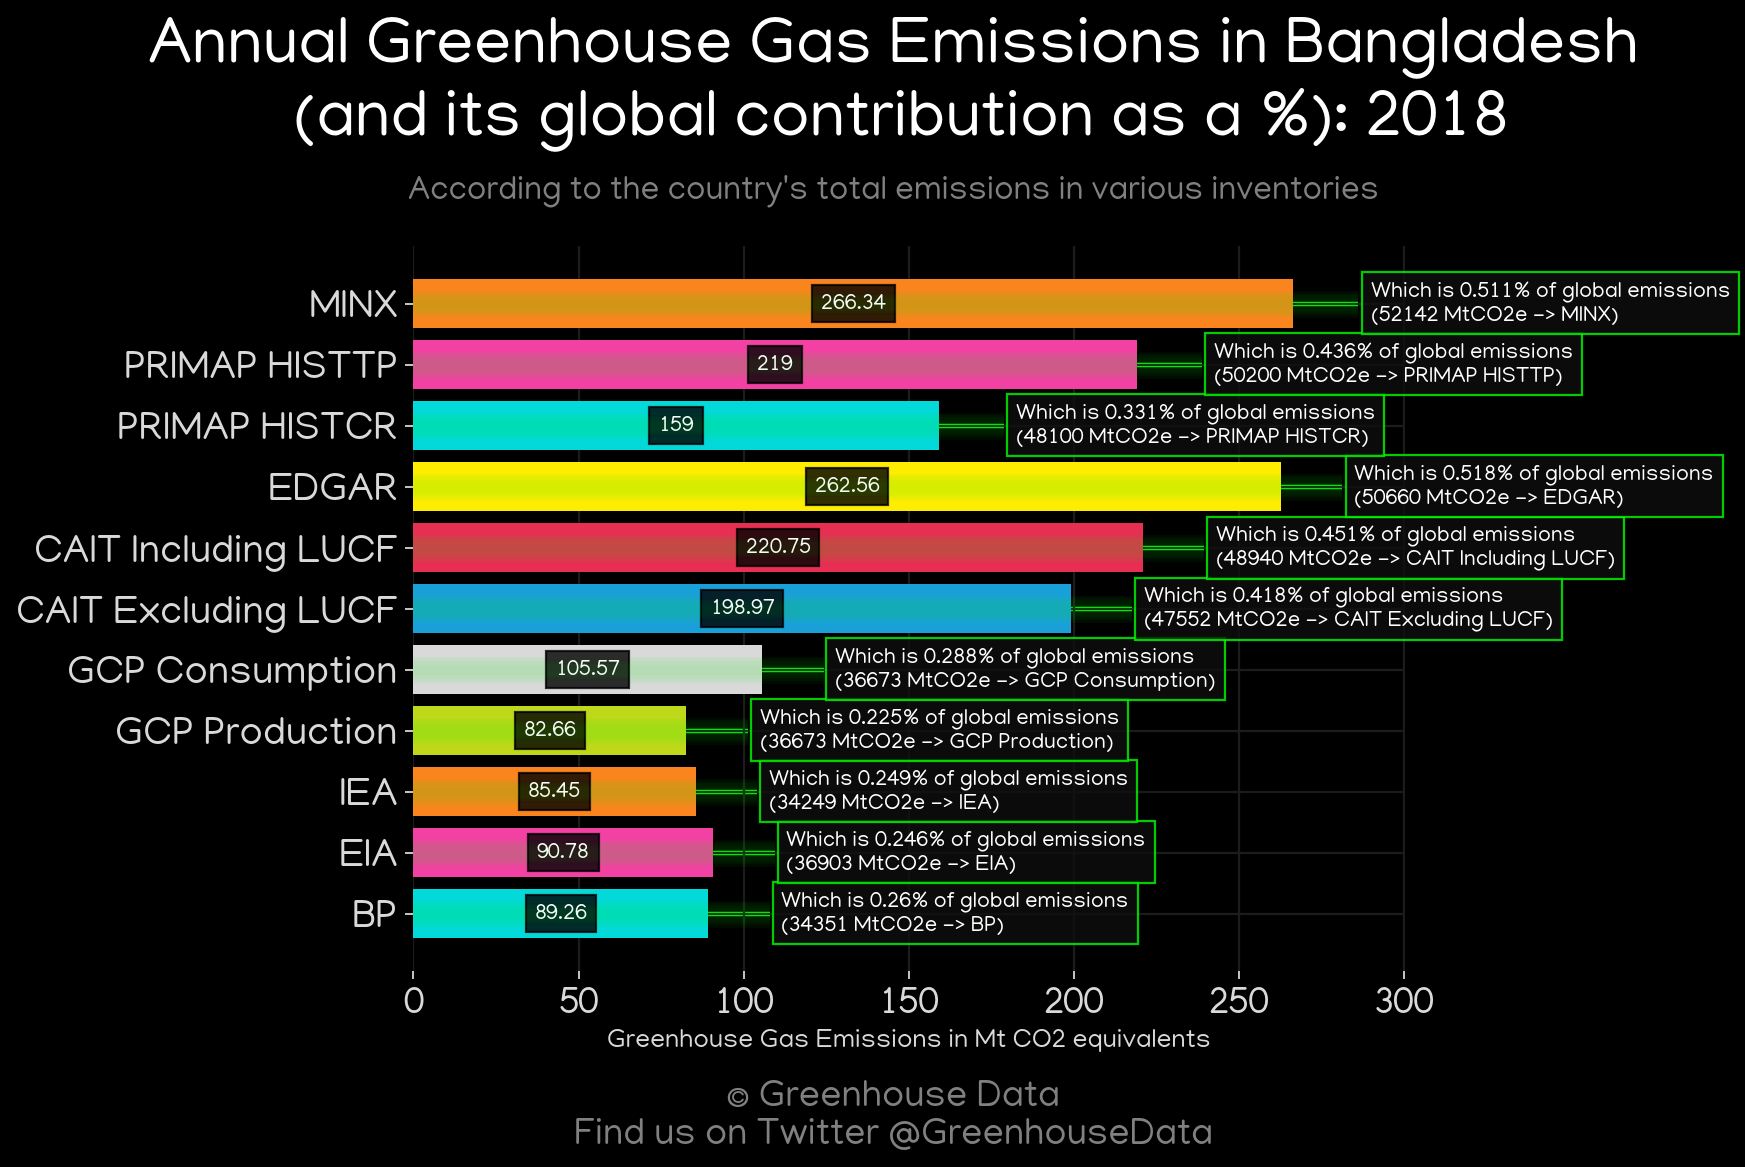 Annual Greenhouse Gas Emissions in Bangladesh
(and its global contribution as a %): 2018
According to the country's total emissions in various inventories
MINX
266.34
Which is 0.511% of global emissions
(52142 MtCO2e -> MINX)
PRIMAP HISTTP
219
Which is 0.436% of global emissions
(50200 MtCO2e -> PRIMAP HISTTP)
PRIMAP HISTCR
159
Which is 0.331% of global emissions
(48100 MtCO2e -> PRIMAP HISTCR)
EDGAR
262.56
Which is 0.518% of global emissions
(50660 MtCO2e -> EDGAR)
CAIT Including LUCF
220.75
Which is 0.451% of global emissions
(48940 MtCO2e -> CAIT Including LUCF)
CAIT Excluding LUCF
198.97
Which is 0.418% of global emissions
(47552 MtCO2e -> CAIT Excluding LUCF)
GCP Consumption
105.57
Which is 0.288% of global emissions
(36673 MtCO2e -> GCP Consumption)
GCP Production
82.66
Which is 0.225% of global emissions
(36673 MtCO2e -> GCP Production)
IEA
85.45
Which is 0.249% of global emissions
(34249 MtCO2e -> IEA)
EIA
90.78
Which is 0.246% of global emissions
(36903 MtCO2e -> EIA)
BP
89.26
Which is 0.26% of global emissions
(34351 MtCO2e -> BP)
0 50 100 150 200 250 300
Greenhouse Gas Emissions in Mt CO2 equivalents
© Greenhouse Data
Find us on Twitter @GreenhouseData